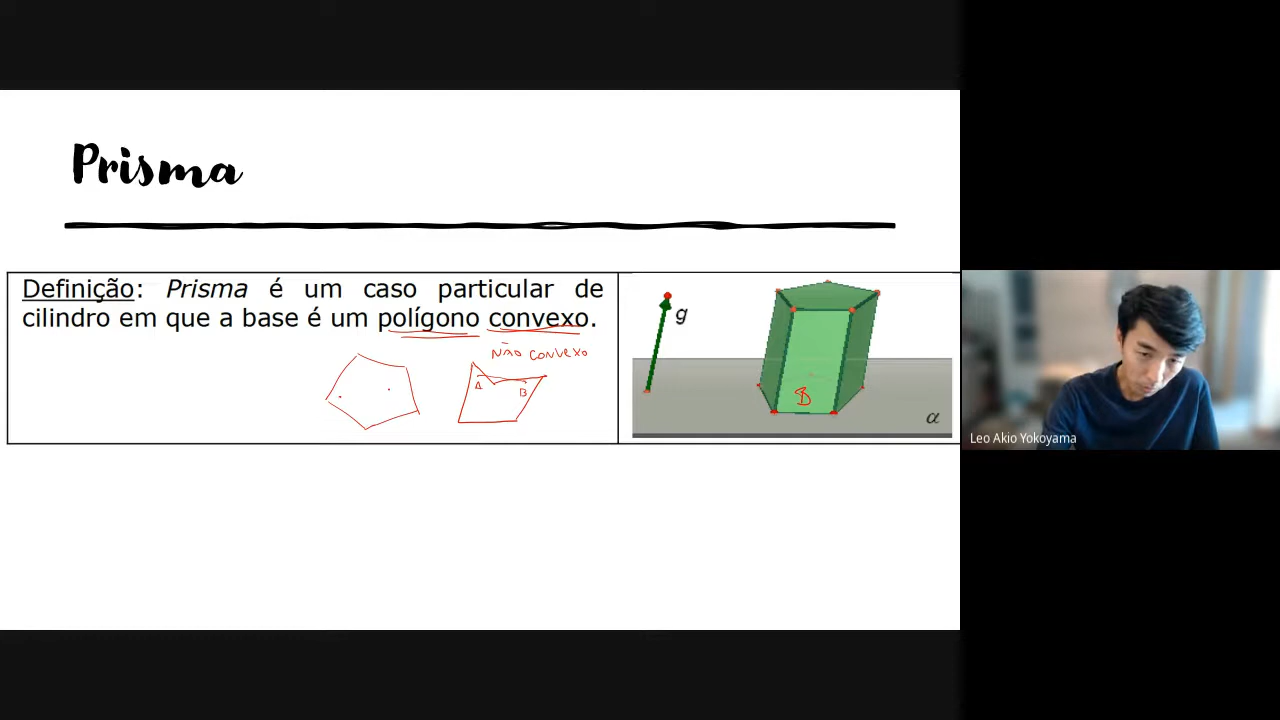 Prisma
Definição: Prisma é um caso particular de
cilindro em que a base é um polígono convexo.
NÃO CONVEXO
A
B
g
B
α
Leo Akio Yokoyama